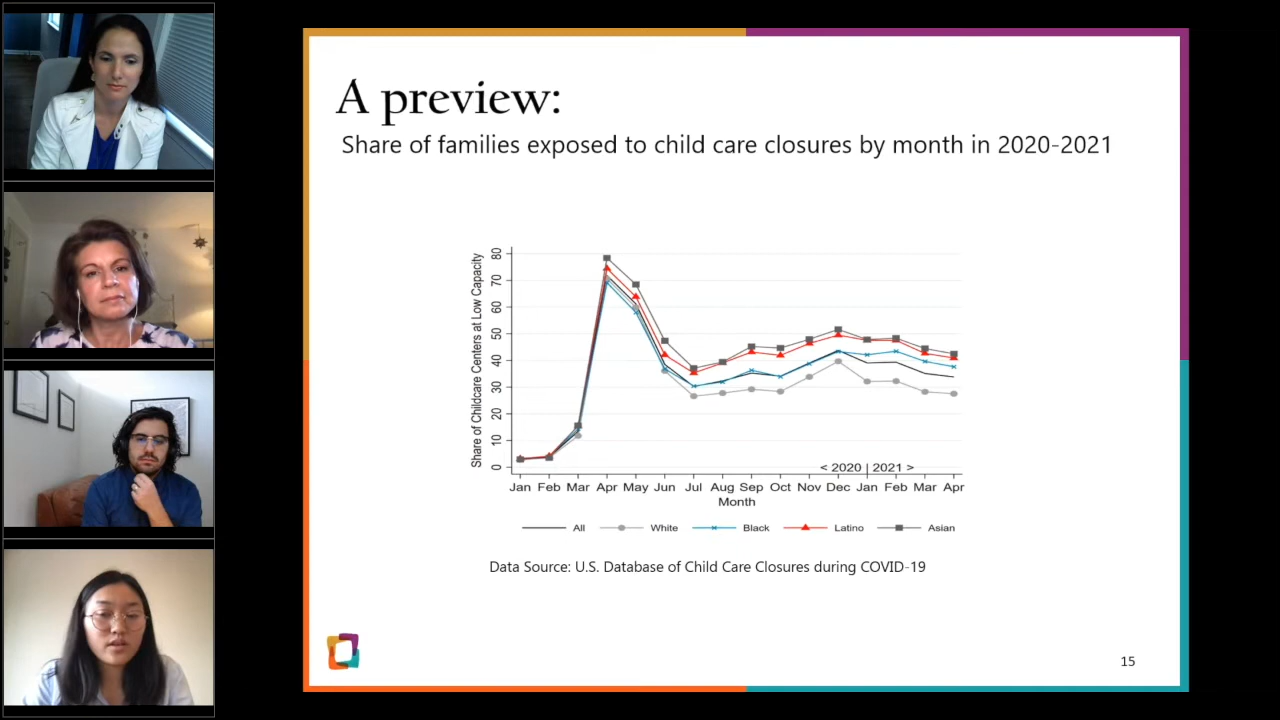 A preview:
Share of families exposed to child care closures by month in 2020-2021
Share of Childcare Centers at Low Capacity
80
70
60
50
40
30
20
10
0
< 2020 | 2021 >
Jan Feb Mar Apr May Jun Jul Aug Sep Oct Nov Dec Jan Feb Mar Apr
Month
All White Black Latino Asian
Data Source: U.S. Database of Child Care Closures during COVID-19
15